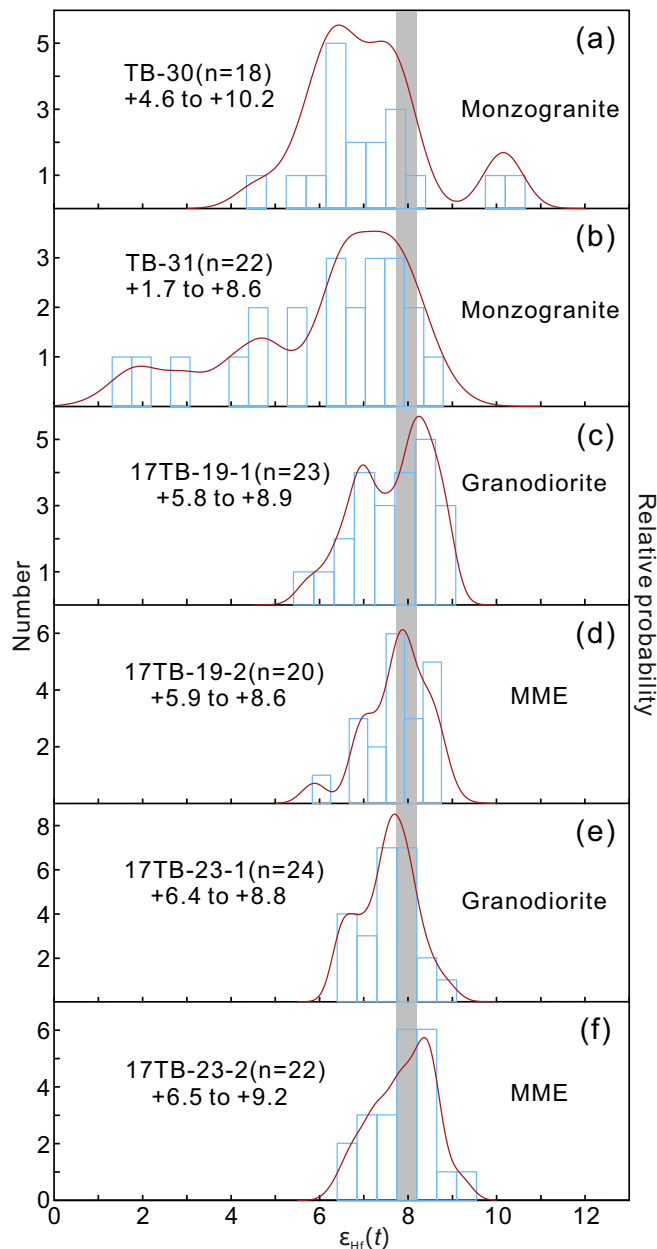 (a)
TB-30(n=18)
+4.6 to +10.2
Monzogranite
5
3
1
(b)
TB-31(n=22)
+1.7 to +8.6
Monzogranite
3
2
1
(c)
17TB-19-1(n=23)
+5.8 to +8.9
Granodiorite
5
3
1
Number
Relative probability
(d)
17TB-19-2(n=20)
+5.9 to +8.6
MME
6
4
2
(e)
17TB-23-1(n=24)
+6.4 to +8.8
Granodiorite
8
6
4
2
(f)
17TB-23-2(n=22)
+6.5 to +9.2
MME
6
4
2
0
0 2 4 6 8 10 12
εHf(t)